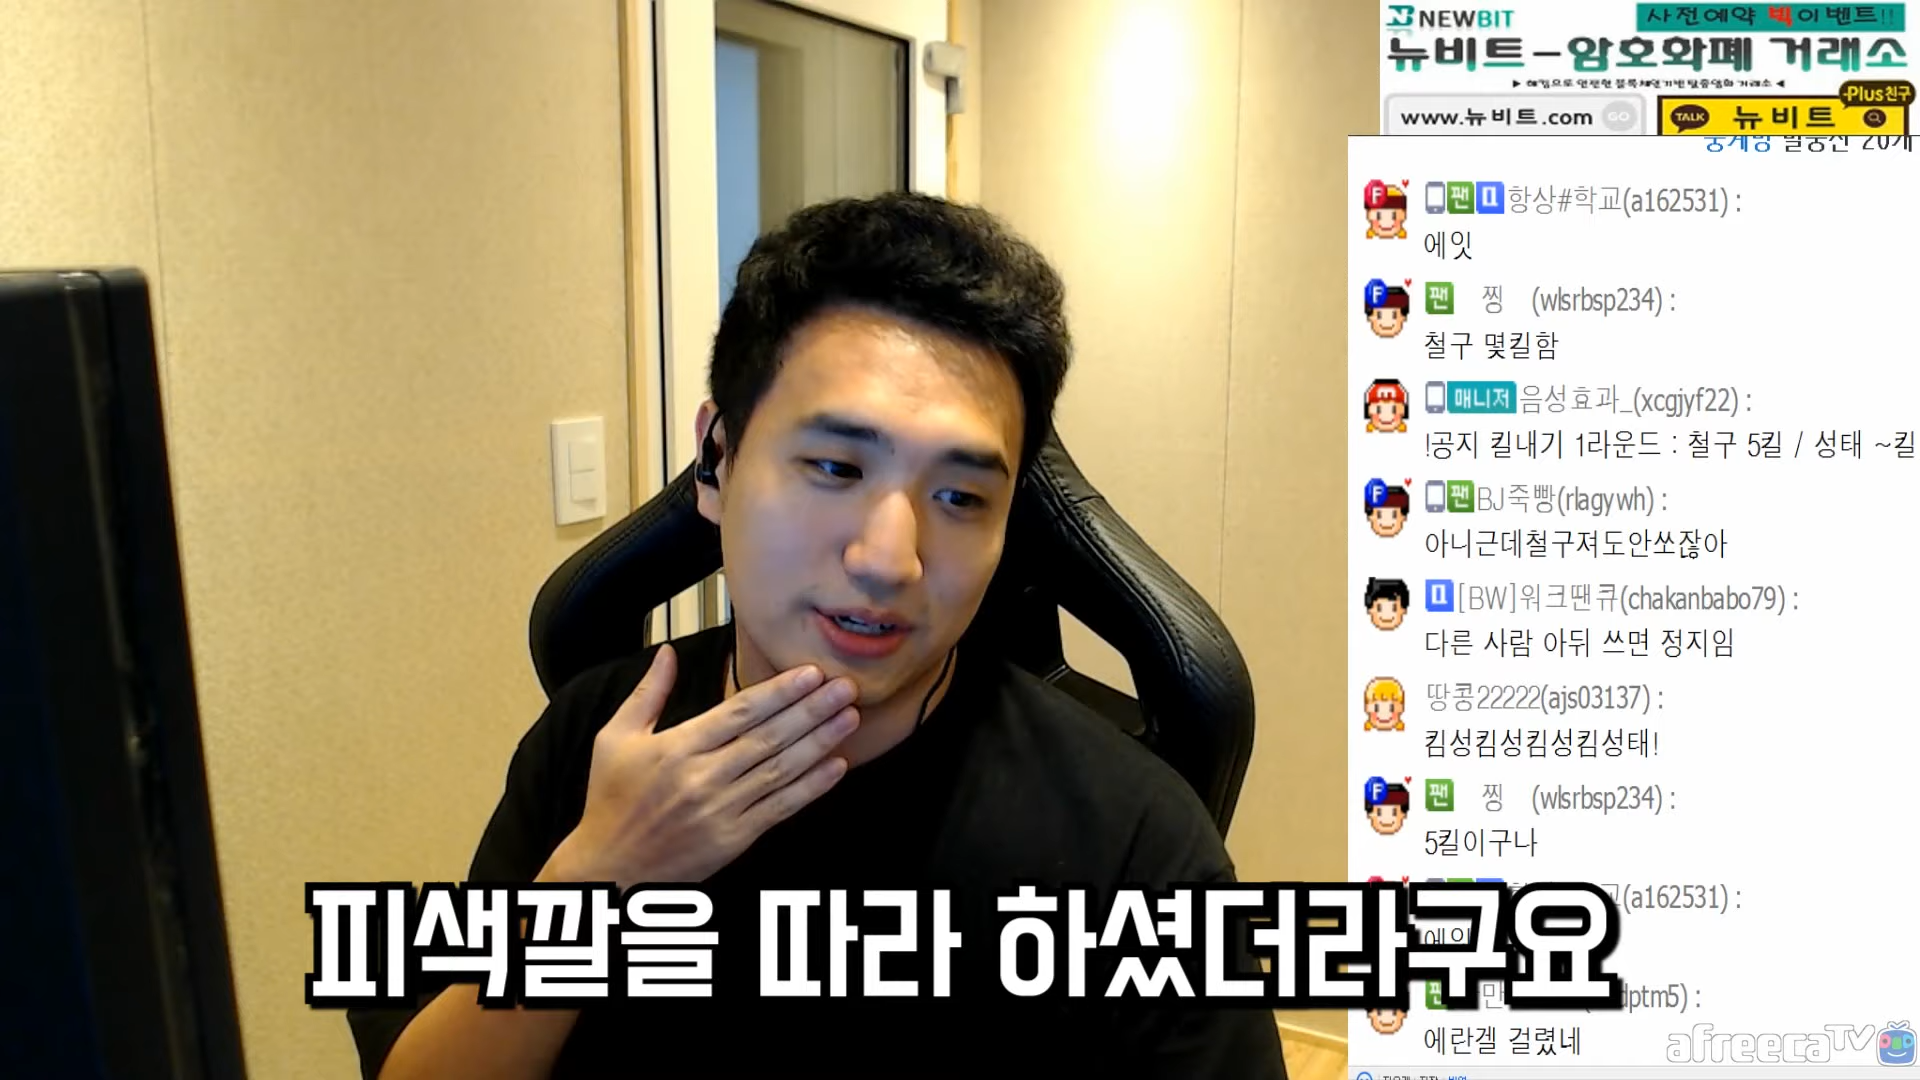 NEWBIT
사전예약 빅이벤트!!
뉴비트-암호화폐 거래소
www.뉴비트.com GO
TALK 뉴비트
Plus친구
팬 항상#학교(a162531) :
에잇
팬 찡 (wlsrbsp234) :
철구 몇킬함
매니저 음성효과_(xcgjyf22) :
!공지 킬내기 1라운드 : 철구 5킬 / 성태 ~킬
팬 BJ죽빵(rlagywh) :
아니근데철구져도안쏘잖아
[BW]워크땐큐(chakanbabo79) :
다른 사람 아뒤 쓰면 정지임
땅콩22222(ajs03137) :
킴성킴성킴성킴성태!
팬 찡 (wlsrbsp234) :
5킬이구나
(a162531) :
피색깔을 따라 하셨더라구요
에란겔 걸렸네
afreecaTV